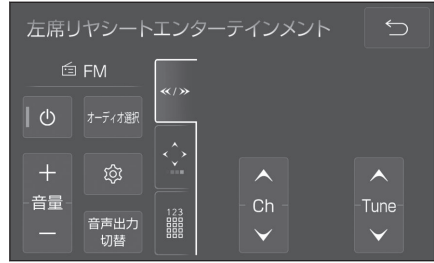 左席リヤシートエンターテインメント
FM
≪/≫
オーディオ選択
+
音量
−
音声出力
切替
123
Ch
Tune